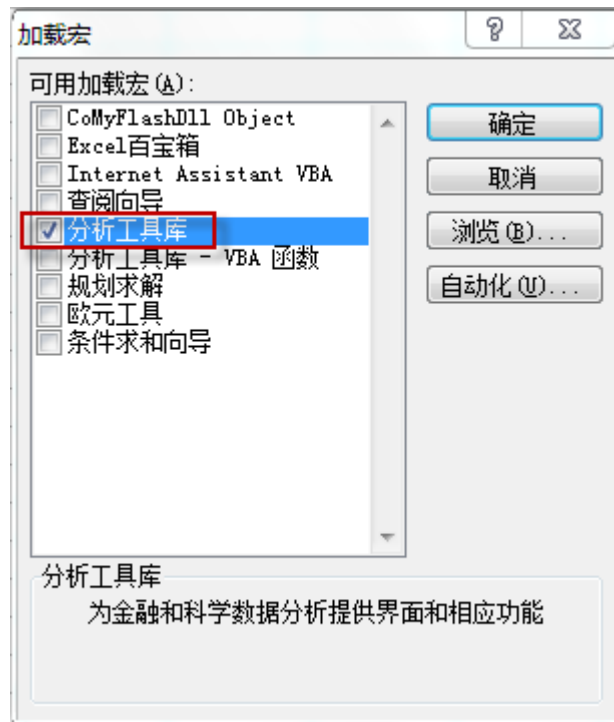 加载宏
可用加载宏(A):
CoMyFlashDll Object
Excel百宝箱
Internet Assistant VBA
查阅向导
分析工具库
分析工具库 - VBA 函数
规划求解
欧元工具
条件求和向导
确定
取消
浏览(B)...
自动化(U)...
分析工具库
为金融和科学数据分析提供界面和相应功能